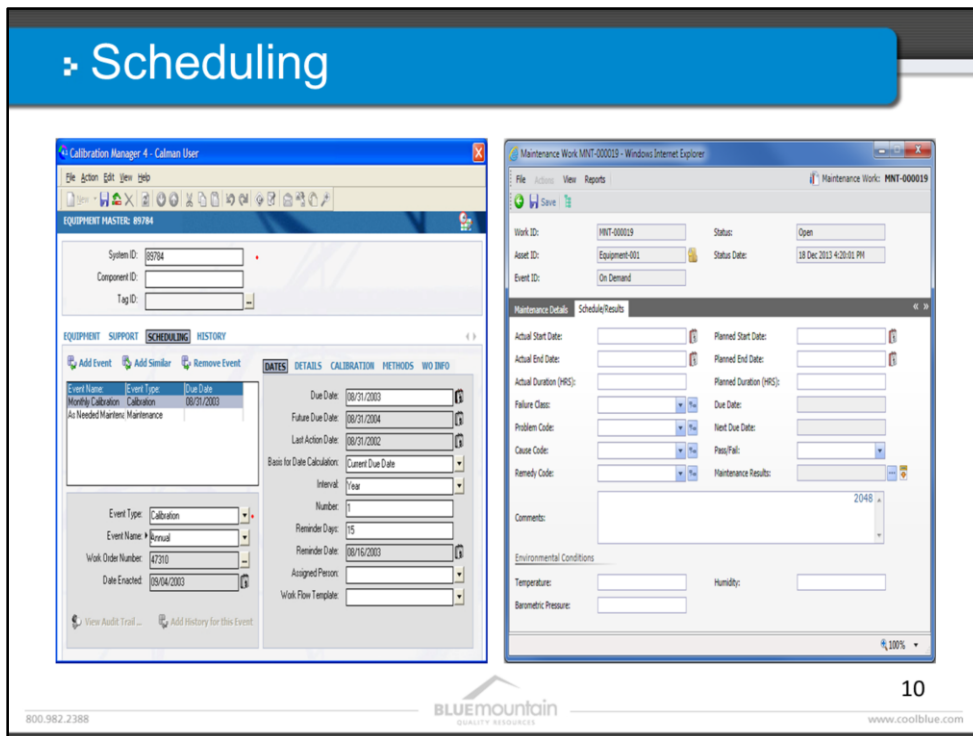 Scheduling
Calibration Manager 4 - Calman User
File Action Edit View Help
New
EQUIPMENT MASTER: 89784
System ID: 89784
Component ID:
Tag ID:
EQUIPMENT SUPPORT SCHEDULING HISTORY
Add Event Add Similar Remove Event
Event Name: Event Type: Due Date
Monthly Calibration Calibration 08/31/2003
As Needed Mainten Maintenance
Event Type: Calibration
Event Name: Annual
Work Order Number: 47310
Date Enacted: 09/04/2003
View Audit Trail ... Add History for this Event
DATES DETAILS CALIBRATION METHODS WO INFO
Due Date: 08/31/2003
Future Due Date: 08/31/2004
Last Action Date: 08/31/2002
Basis for Date Calculation: Current Due Date
Interval: Year
Number: 1
Reminder Days: 15
Reminder Date: 08/16/2003
Assigned Person:
Work Flow Template:
Maintenance Work MNT-000019 - Windows Internet Explorer
File Actions View Reports Maintenance Work: MNT-000019
Save
Work ID: MNT-000019 Status: Open
Asset ID: Equipment-001 Status Date: 18 Dec 2013 4:20:01 PM
Event ID: On Demand
Maintenance Details Schedule/Results
Actual Start Date: Planned Start Date:
Actual End Date: Planned End Date:
Actual Duration (HRS): Planned Duration (HRS):
Failure Class: Due Date:
Problem Code: Next Due Date:
Cause Code: Pass/Fail:
Remedy Code: Maintenance Results:
2048
Comments:
Environmental Conditions
Temperature: Humidity:
Barometric Pressure:
100%
10
800.982.2388
BLUEmountain
QUALITY RESOURCES
www.coolblue.com